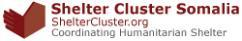 Shelter Cluster Somalia
ShelterCluster.org
Coordinating Humanitarian Shelter